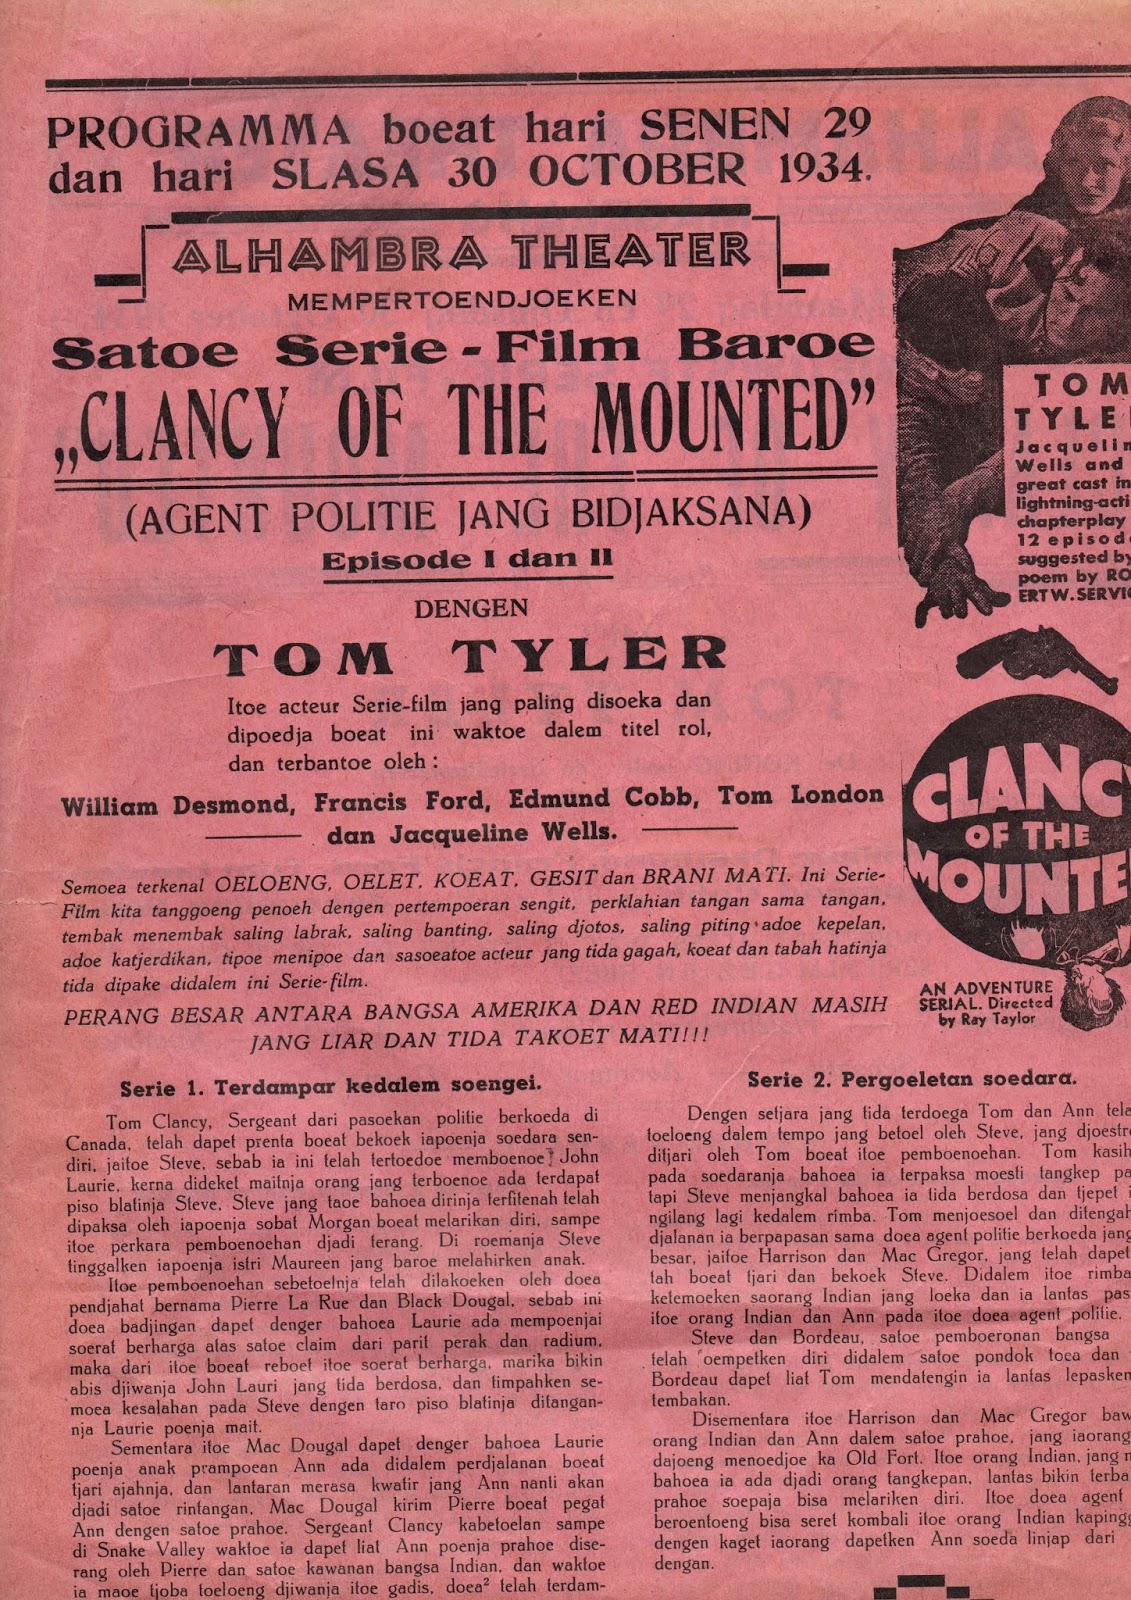 PROGRAMMA boeat hari SENEN 29
dan hari SLASA 30 OCTOBER 1934.
ALHAMBRA THEATER
MEMPERTOENDJOEKEN
Satoe Serie-Film Baroe
„CLANCY OF THE MOUNTED”
(AGENT POLITIE JANG BIDJAKSANA)
Episode I dan II
DENGEN
TOM TYLER
Itoe acteur Serie-film jang paling disoeka dan
dipoedja boeat ini waktoe dalem titel rol,
dan terbantoe oleh :
William Desmond, Francis Ford, Edmund Cobb, Tom London
dan Jacqueline Wells.
Semoea terkenal OELOENG, OELET, KOEAT, GESIT dan BRANI MATI. Ini Serie-
Film kita tanggoeng penoeh dengen pertempoeran sengit, perklahian tangan sama tangan,
tembak menembak saling labrak, saling banting, saling djotos, saling piting adoe kepelan,
adoe katjerdikan, tipoe menipoe dan sasoeatoe acteur jang tida gagah, koeat dan tabah hatinja
tida dipake didalem ini Serie-film.
PERANG BESAR ANTARA BANGSA AMERIKA DAN RED INDIAN MASIH
JANG LIAR DAN TIDA TAKOET MATI!!!
TOM
TYLE
Jacquelin
Wells and
great cast in
lightning-acti
chapterplay
12 episod
suggested by
poem by RO
ERT W. SERVI
CLANCY
OF THE
MOUNTE
AN ADVENTURE
SERIAL. Directed
by Ray Taylor
Serie 1. Terdampar kedalem soengei.
Tom Clancy, Sergeant dari pasoekan politie berkoeda di
Canada, telah dapet prenta boeat bekoek iapoenja soedara sen-
diri, jaitoe Steve, sebab ia ini telah tertoedoe memboenoe John
Laurie, kerna dideket maitnja orang jang terboenoe ada terdapat
piso blatinja Steve, Steve jang taoe bahoea dirinja terfitenah telah
dipaksa oleh iapoenja sobat Morgan boeat melarikan diri, sampe
itoe perkara pemboenoehan djadi terang. Di roemanja Steve
tinggalken iapoenja istri Maureen jang baroe melahirken anak.
Itoe pemboenoehan sebetoelnja telah dilakoeken oleh doea
pendjahat bernama Pierre La Rue dan Black Dougal, sebab ini
doea badjingan dapet denger bahoea Laurie ada mempoenjai
soerat berharga atas satoe claim dari parit perak dan radium,
maka dari itoe boeat reboet itoe soerat berharga, marika bikin
abis djiwanja John Lauri jang tida berdosa, dan timpahken se-
moea kesalahan pada Steve dengen taro piso blatinja ditangan-
nja Laurie poenja mait.
Sementara itoe Mac Dougal dapet denger bahoea Laurie
poenja anak prampoean Ann ada didalem perdjalanan boeat
tjari ajahnja, dan lantaran merasa kwatir jang Ann nanti akan
djadi satoe rintangan, Mac Dougal kirim Pierre boeat pegat
Ann dengen satoe prahoe. Sergeant Clancy kabetoelan sampe
di Snake Valley waktoe ia dapet liat Ann poenja prahoe dise-
rang oleh Pierre dan satoe kawanan bangsa Indian, dan waktoe
ia maoe tjoba toeloeng djiwanja itoe gadis, doea² telah terdam-
Serie 2. Pergoeletan soedara.
Dengen setjara jang tida terdoega Tom dan Ann tela
toeloeng dalem tempo jang betoel oleh Steve, jang djoestr
ditjari oleh Tom boeat itoe pemboenoehan. Tom kasih
pada soedaranja bahoea ia terpaksa moesti tangkep pa
tapi Steve menjangkal bahoea ia tida berdosa dan tjepet i
ngilang lagi kedalem rimba. Tom menjoesoel dan ditengah
djalanan ia berpapasan sama doea agent politie berkoeda jang
besar, jaitoe Harrison dan Mac Gregor, jang telah dapet
tah boeat tjari dan bekoek Steve. Didalem itoe rimba
ketemoeken saorang Indian jang loeka dan ia lantas pas
itoe orang Indian dan Ann pada itoe doea agent politie.
Steve dan Bordeau, satoe pemboeronan bangsa
telah oempetken diri didalem satoe pondok toea dan
Bordeau dapet liat Tom mendatengin ia lantas lepasken
tembakan.
Disementara itoe Harrison dan Mac Gregor baw
orang Indian dan Ann dalem satoe prahoe, jang iaorang
dajoeng menoedjoe ka Old Fort. Itoe orang Indian, jang
bahoea ia ada djadi orang tangkepan, lantas bikin terba
prahoe soepaja bisa melariken diri. Itoe doea agent
beroentoeng bisa seret kombali itoe orang Indian kapingg
dengen kaget iaorang dapetken Ann soeda linjap dari
dengan.